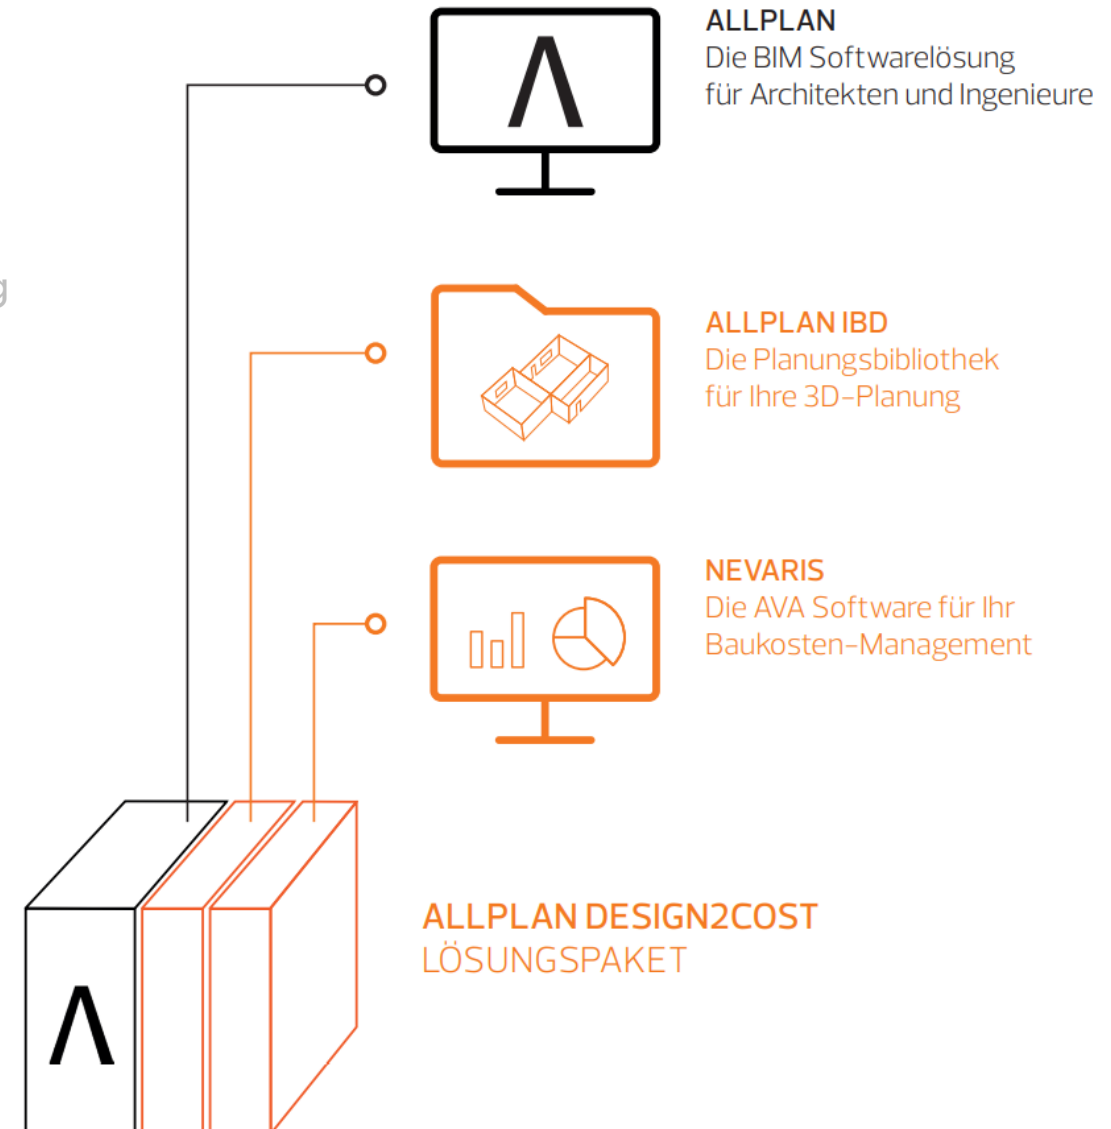 ALLPLAN
Die BIM Softwarelösung
für Architekten und Ingenieure
ALLPLAN IBD
Die Planungsbibliothek
für Ihre 3D-Planung
NEVARIS
Die AVA Software für Ihr
Baukosten-Management
ALLPLAN DESIGN2COST
LÖSUNGSPAKET